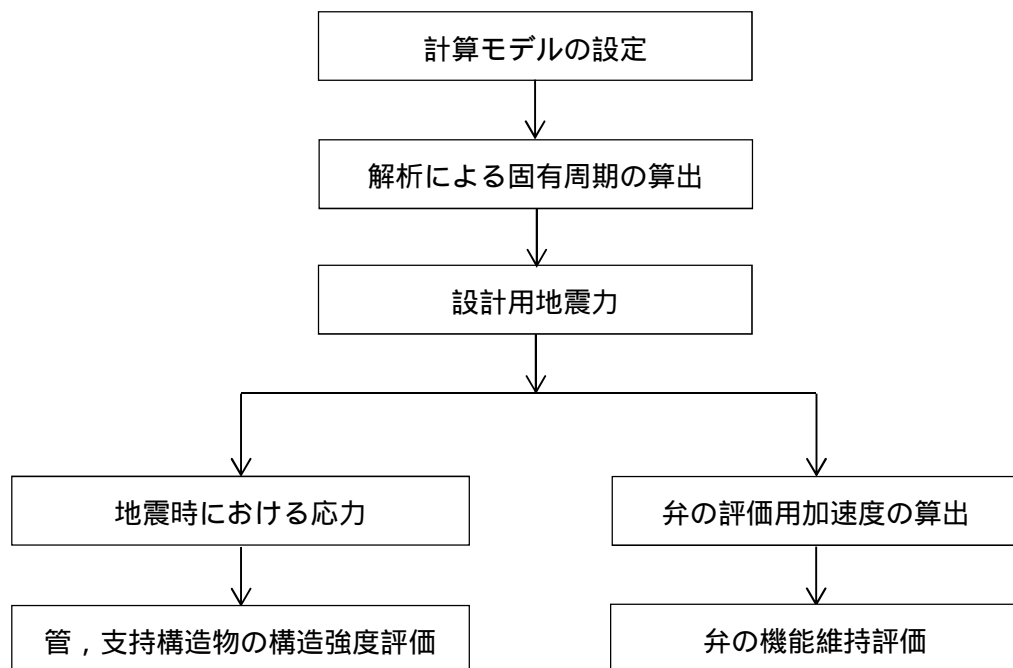 計算モデルの設定
解析による固有周期の算出
設計用地震力
地震時における応力
弁の評価用加速度の算出
管，支持構造物の構造強度評価
弁の機能維持評価